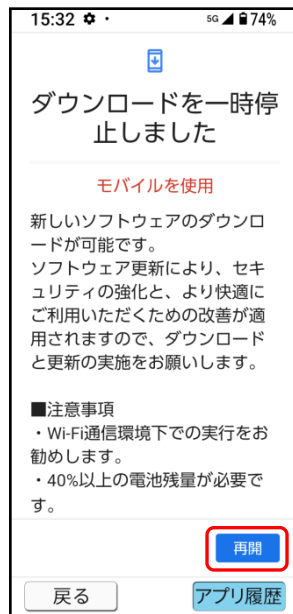 15:32
5G 74%
ダウンロードを一時停
止しました
モバイルを使用
新しいソフトウェアのダウンロ
ードが可能です。
ソフトウェア更新により、セキ
ュリティの強化と、より快適に
ご利用いただくための改善が適
用されますので、ダウンロード
と更新の実施をお願いします。
■注意事項
・Wi-Fi通信環境下での実行をお
勧めします。
・40%以上の電池残量が必要で
す。
再開
戻る
アプリ履歴